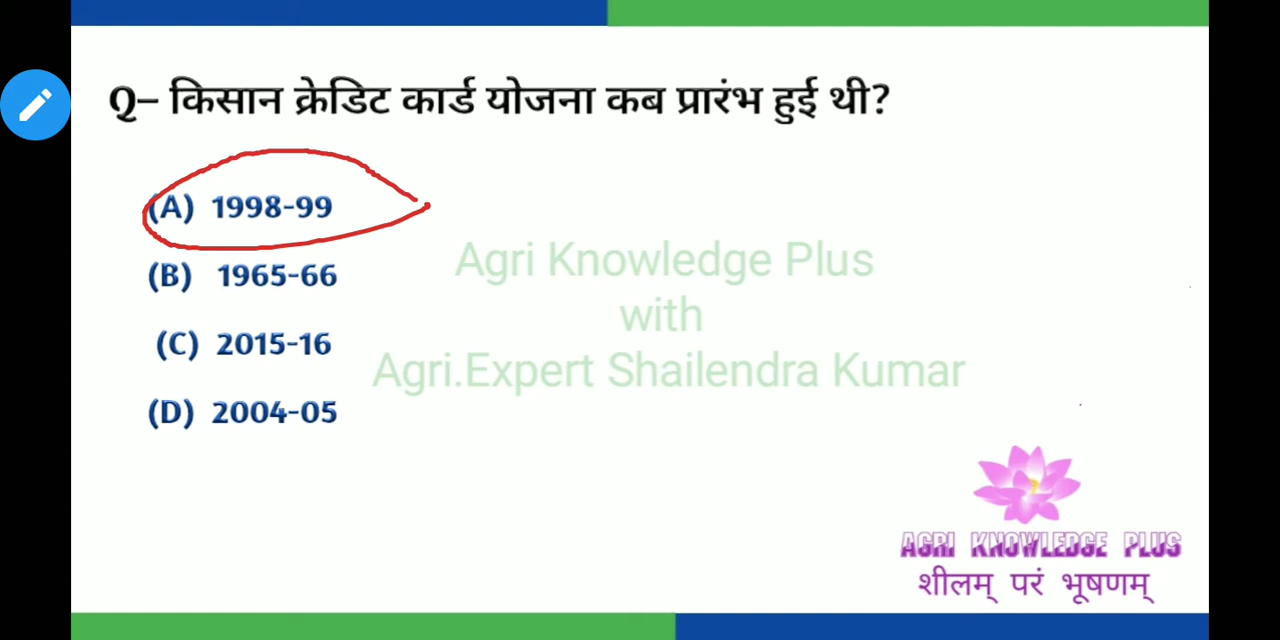 Q– किसान क्रेडिट कार्ड योजना कब प्रारंभ हुई थी?
(A) 1998-99
(B) 1965-66
(C) 2015-16
(D) 2004-05
Agri Knowledge Plus
with
Agri.Expert Shailendra Kumar
AGRI KNOWLEDGE PLUS
शीलम् परं भूषणम्